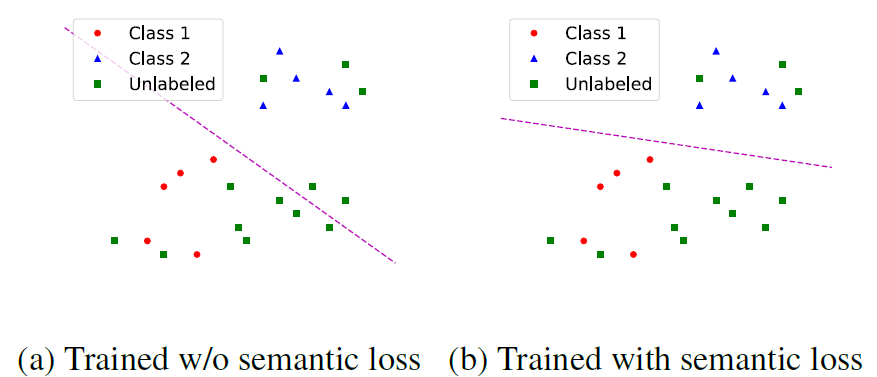 Class 1
Class 2
Unlabeled
Class 1
Class 2
Unlabeled
(a) Trained w/o semantic loss
(b) Trained with semantic loss